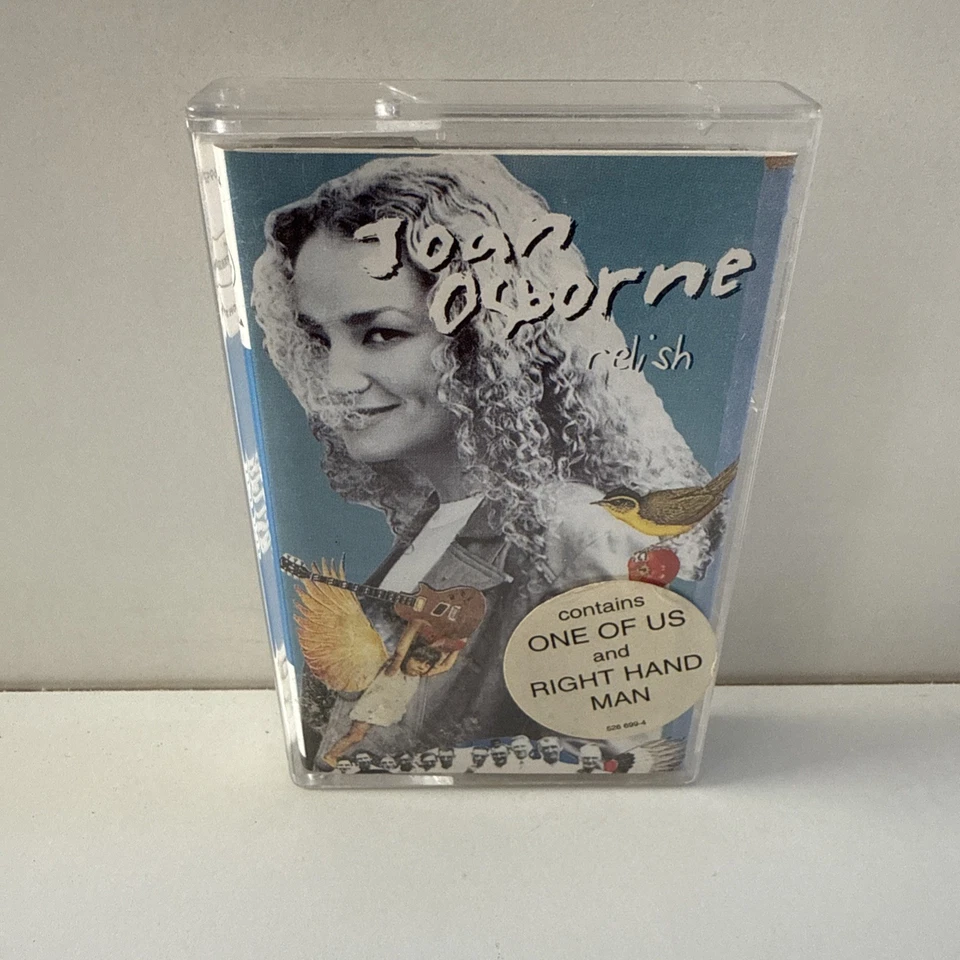 Joan
Osborne
relish
contains
ONE OF US
and
RIGHT HAND
MAN
526 699-4